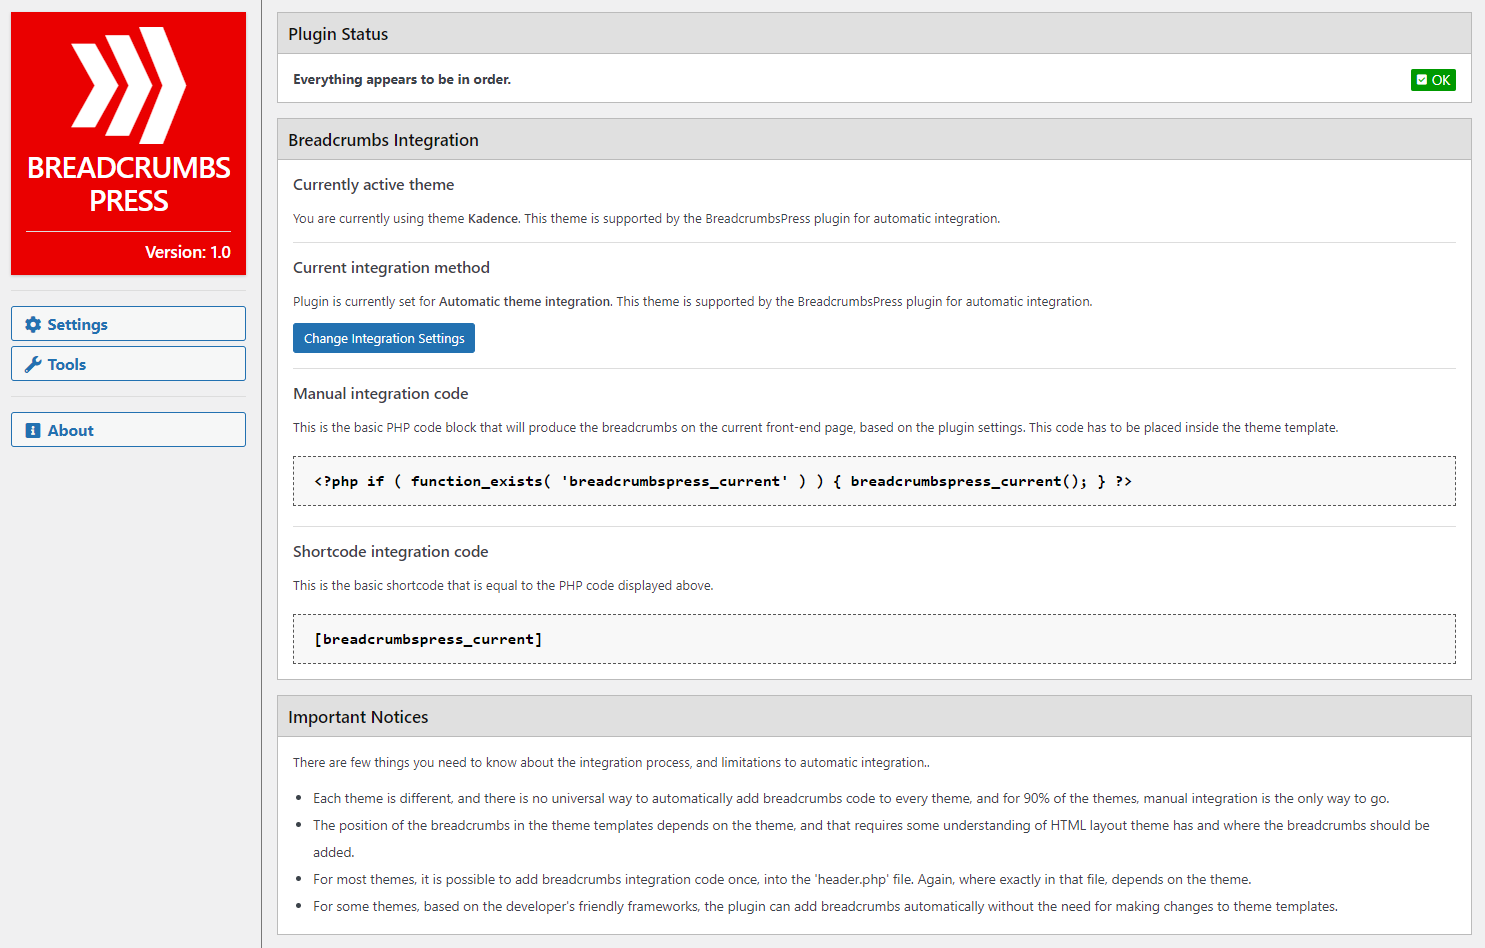 BREADCRUMBS
PRESS
Version: 1.0
Settings
Tools
About
Plugin Status
Everything appears to be in order.
OK
Breadcrumbs Integration
Currently active theme
You are currently using theme Kadence. This theme is supported by the BreadcrumbsPress plugin for automatic integration.
Current integration method
Plugin is currently set for Automatic theme integration. This theme is supported by the BreadcrumbsPress plugin for automatic integration.
Change Integration Settings
Manual integration code
This is the basic PHP code block that will produce the breadcrumbs on the current front-end page, based on the plugin settings. This code has to be placed inside the theme template.
<?php if ( function_exists( 'breadcrumbspress_current' ) ) { breadcrumbspress_current(); } ?>
Shortcode integration code
This is the basic shortcode that is equal to the PHP code displayed above.
[breadcrumbspress_current]
Important Notices
There are few things you need to know about the integration process, and limitations to automatic integration..
• Each theme is different, and there is no universal way to automatically add breadcrumbs code to every theme, and for 90% of the themes, manual integration is the only way to go.
• The position of the breadcrumbs in the theme templates depends on the theme, and that requires some understanding of HTML layout theme has and where the breadcrumbs should be
added.
• For most themes, it is possible to add breadcrumbs integration code once, into the 'header.php' file. Again, where exactly in that file, depends on the theme.
• For some themes, based on the developer's friendly frameworks, the plugin can add breadcrumbs automatically without the need for making changes to theme templates.